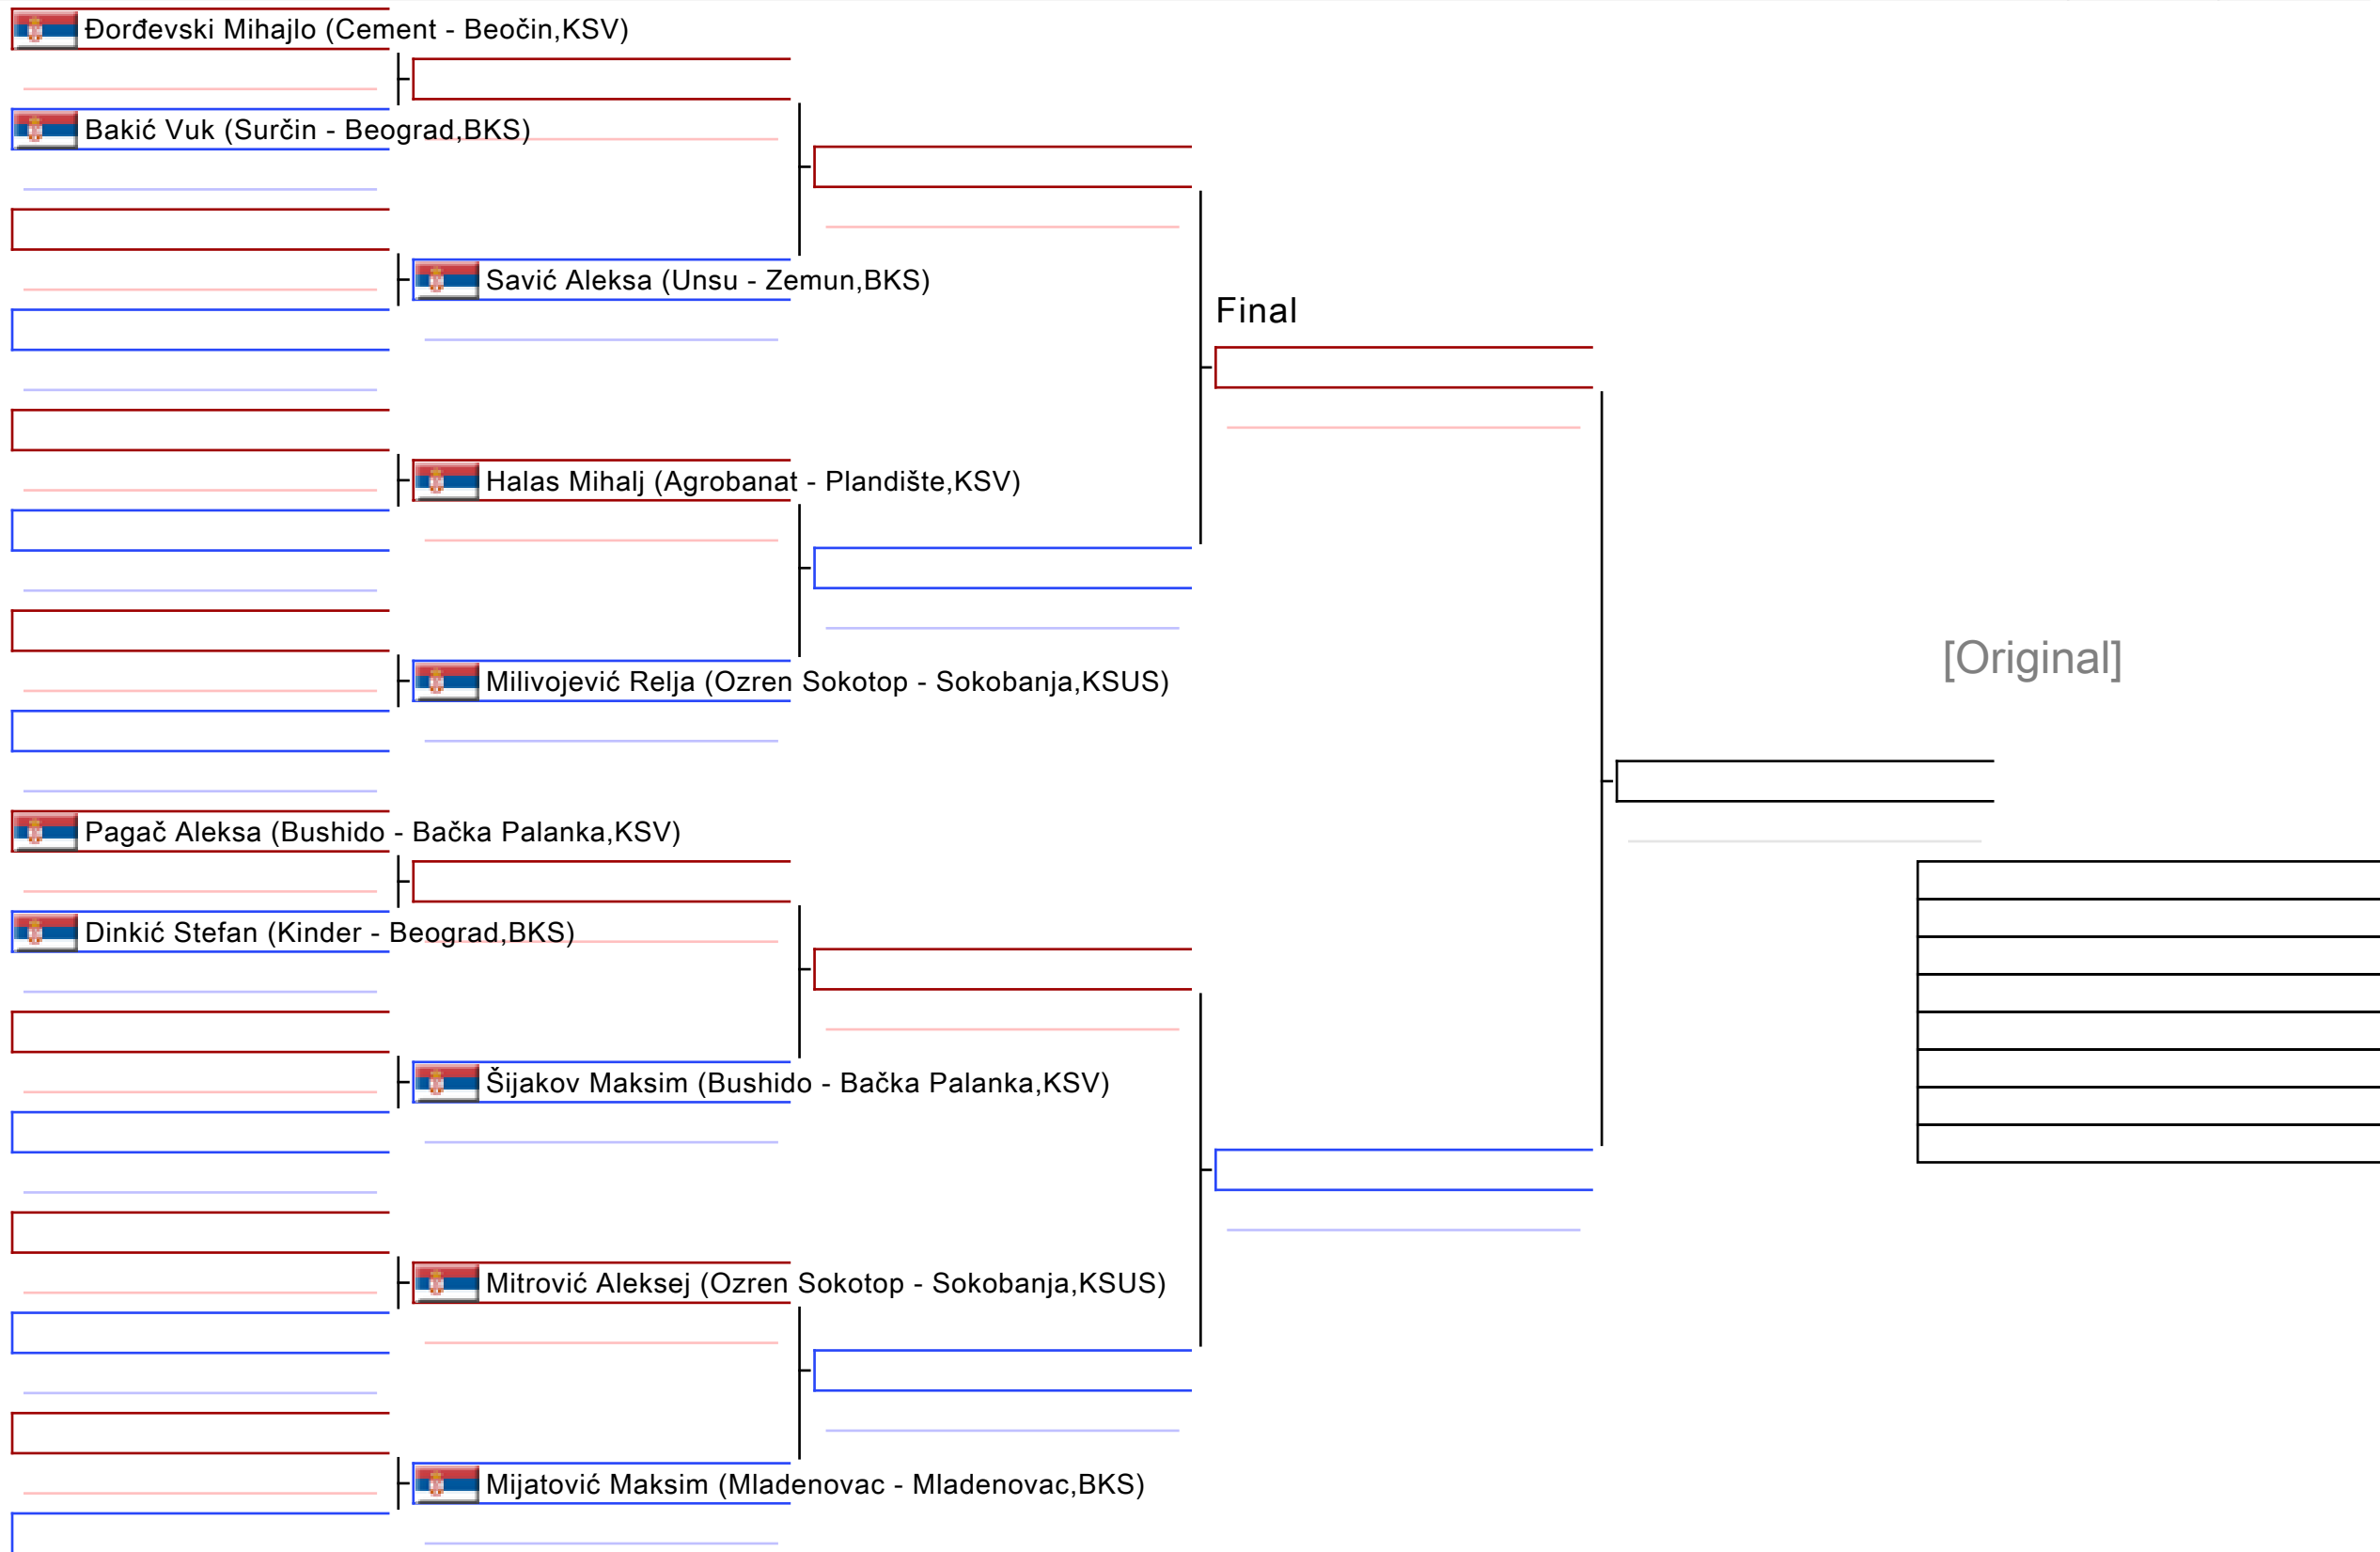 Đorđevski Mihajlo (Cement - Beočin,KSV)
Bakić Vuk (Surčin - Beograd,BKS)
Savić Aleksa (Unsu - Zemun,BKS)
Final
Halas Mihalj (Agrobanat - Plandište,KSV)
[Original]
Milivojević Relja (Ozren Sokotop - Sokobanja,KSUS)
Pagač Aleksa (Bushido - Bačka Palanka,KSV)
Dinkić Stefan (Kinder - Beograd,BKS)
Šijakov Maksim (Bushido - Bačka Palanka,KSV)
Mitrović Aleksej (Ozren Sokotop - Sokobanja,KSUS)
Mijatović Maksim (Mladenovac - Mladenovac,BKS)